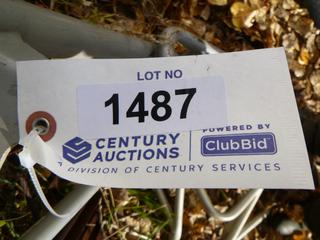 LOT NO
1487
CENTURY AUCTIONS
POWERED BY
ClubBid
A DIVISION OF CENTURY SERVICES